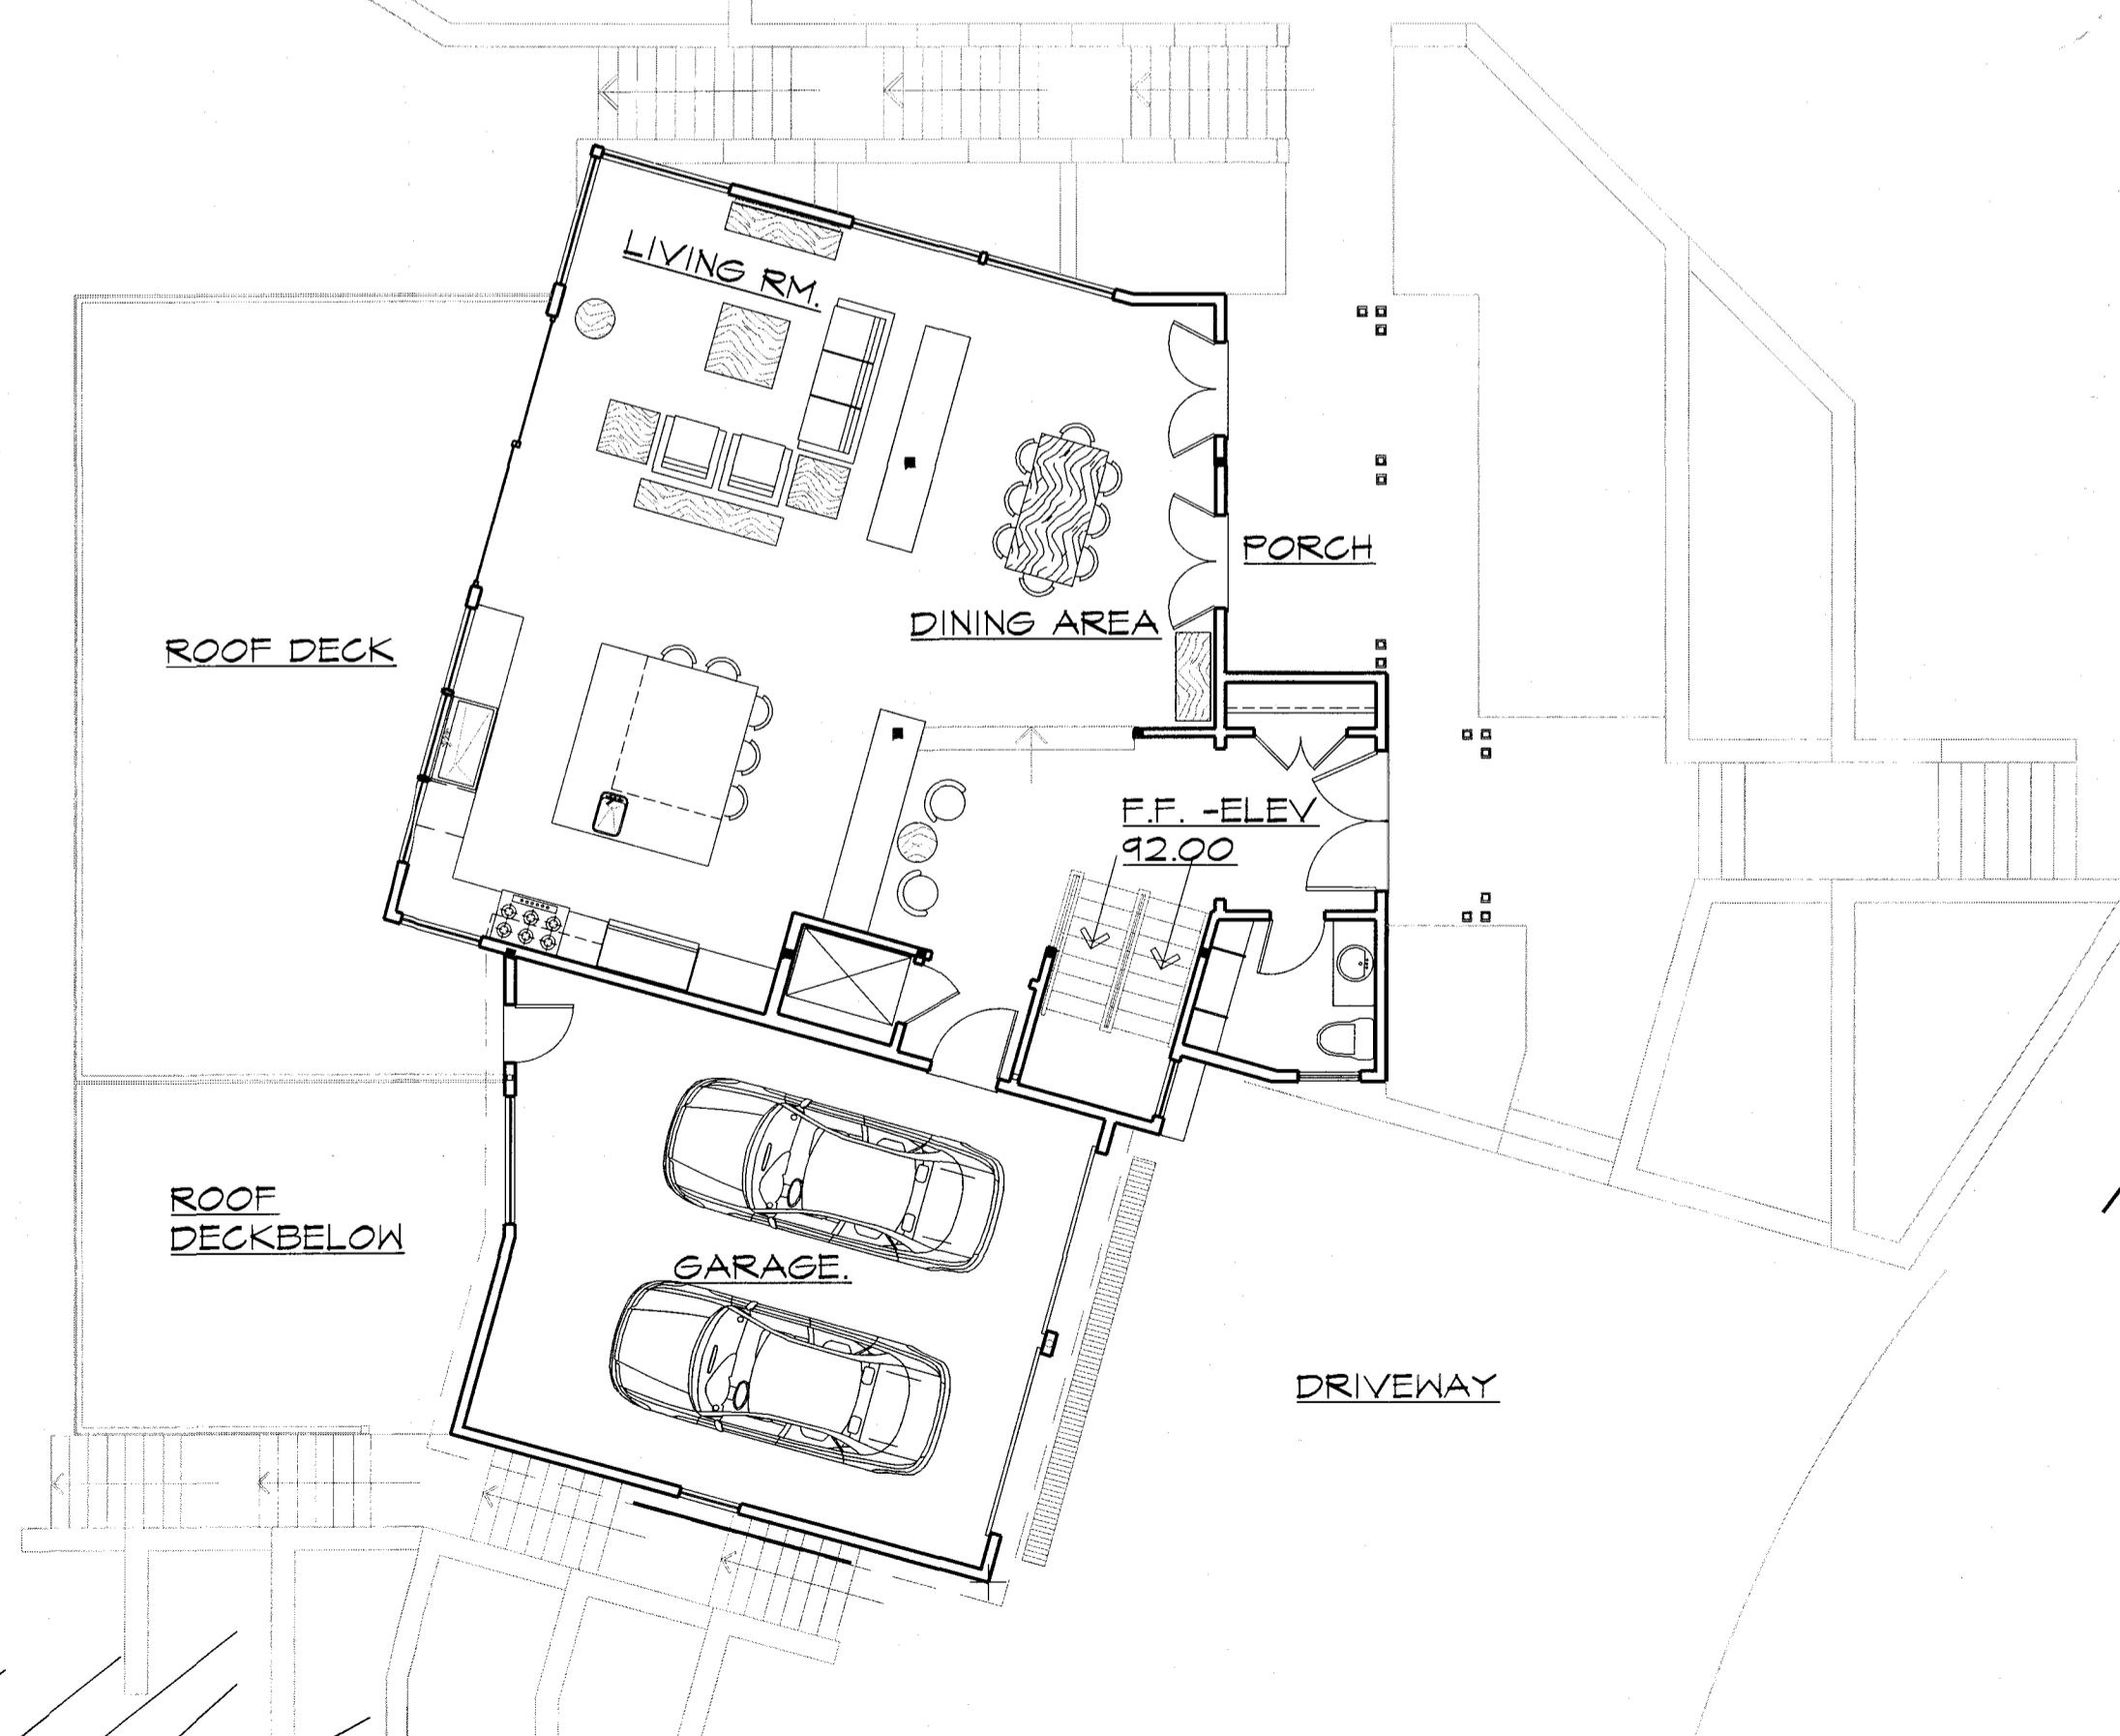 LIVING RM.
PORCH
DINING AREA
ROOF DECK
F.F. -ELEV
92.00
ROOF
DECKBELOW
GARAGE.
DRIVEWAY